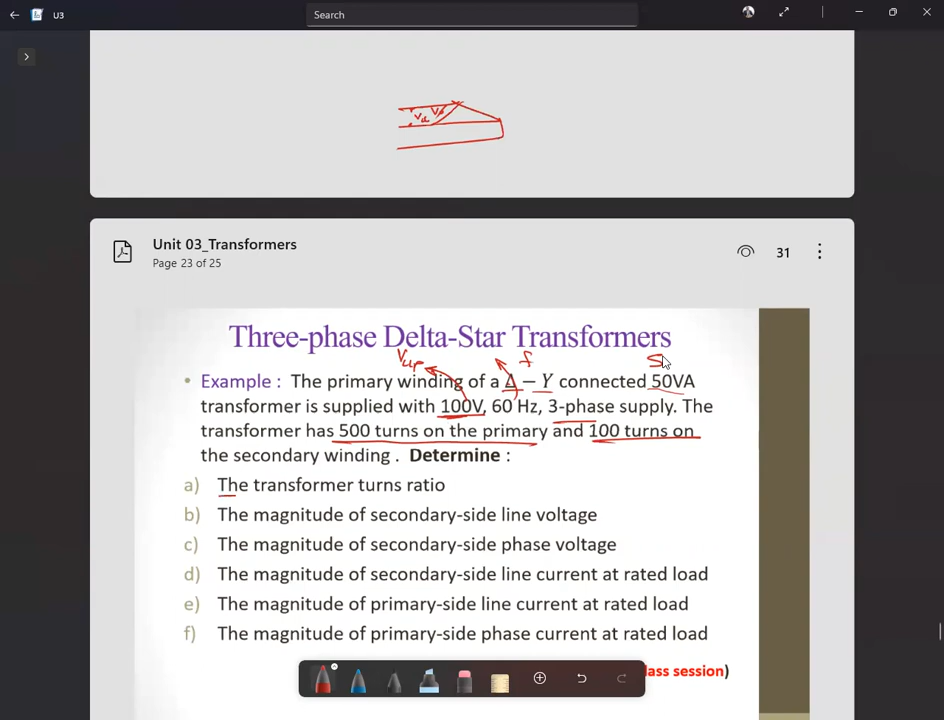 U3
Search
Va Vp
Unit 03_Transformers
Page 23 of 25
31
Three-phase Delta-Star Transformers
f
S
• Example : The primary winding of a Δ – Y connected 50VA
transformer is supplied with 100V, 60 Hz, 3-phase supply. The
transformer has 500 turns on the primary and 100 turns on
the secondary winding . Determine :
a) The transformer turns ratio
b) The magnitude of secondary-side line voltage
c) The magnitude of secondary-side phase voltage
d) The magnitude of secondary-side line current at rated load
e) The magnitude of primary-side line current at rated load
f) The magnitude of primary-side phase current at rated load
lass session)